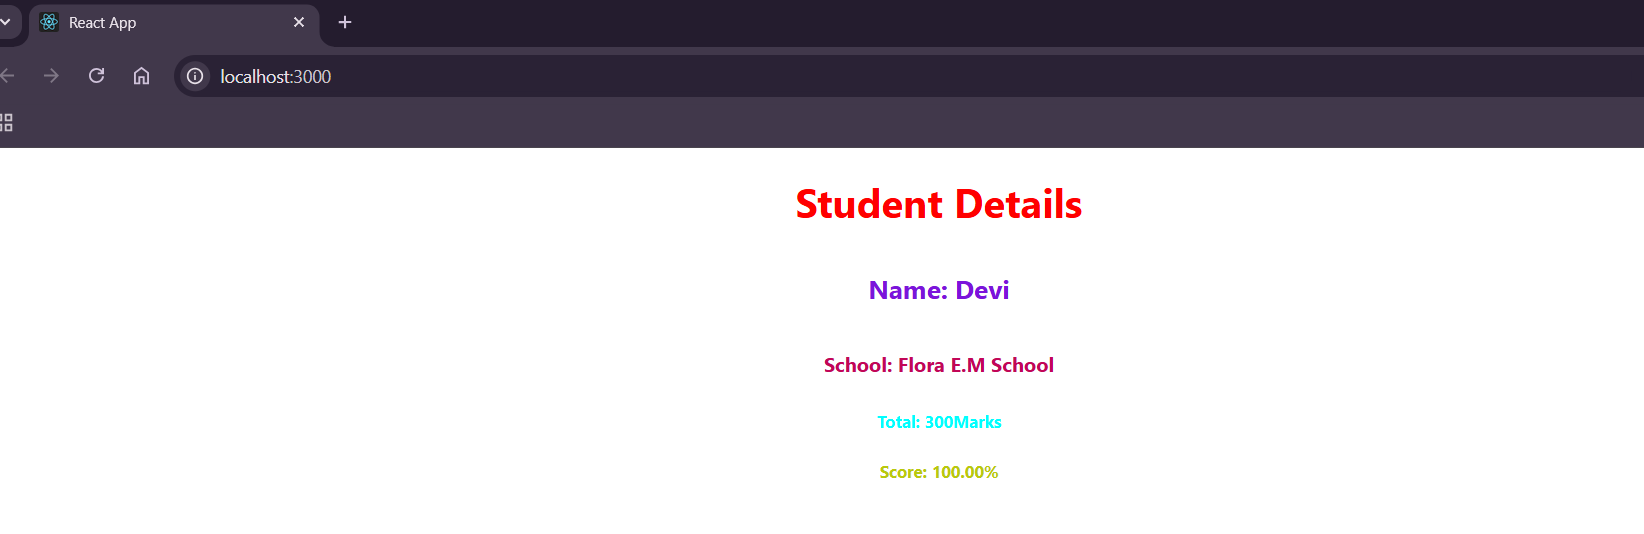 React App
localhost:3000
Student Details
Name: Devi
School: Flora E.M School
Total: 300Marks
Score: 100.00%